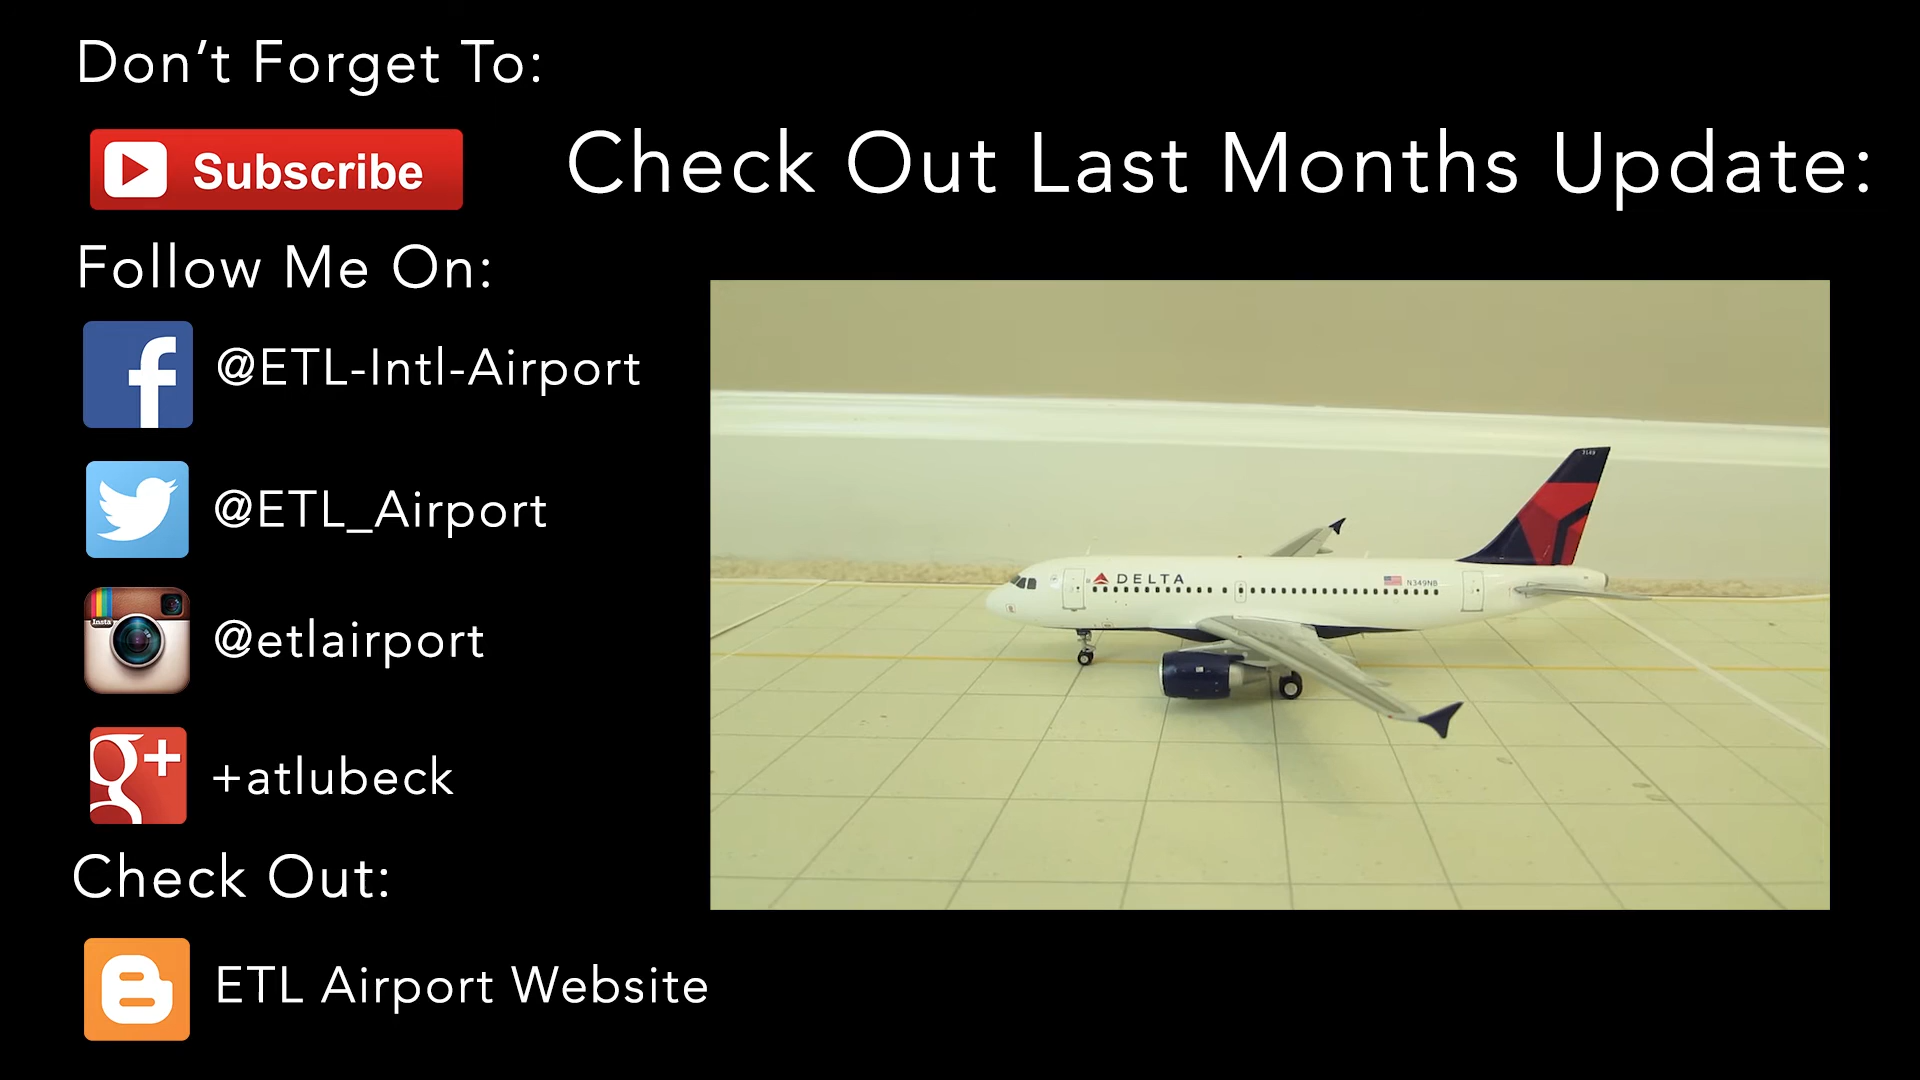 Don't Forget To:
Subscribe
Check Out Last Months Update:
Follow Me On:
@ETL-Intl-Airport
@ETL_Airport
Insta
@etlairport
g+
+atlubeck
Check Out:
ETL Airport Website
DELTA
N349NB